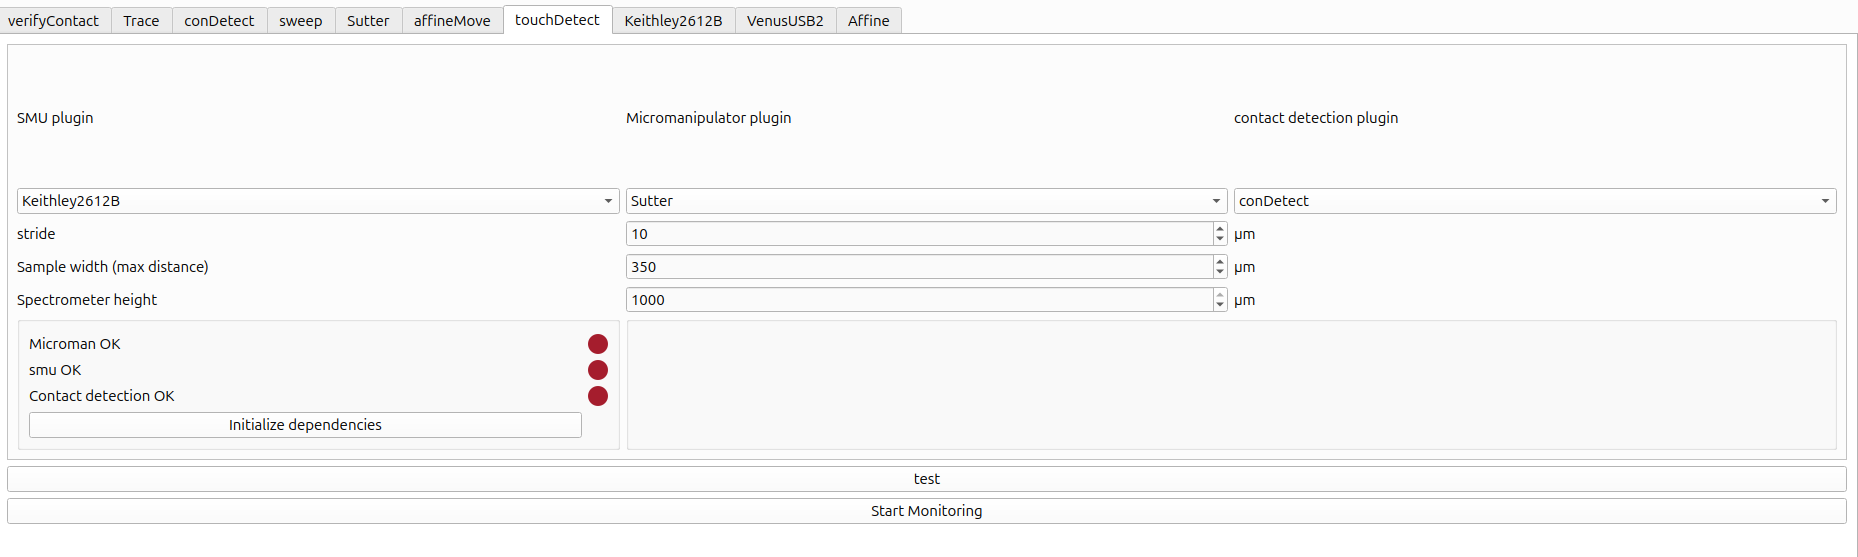 verifyContact Trace conDetect sweep Sutter affineMove touchDetect Keithley2612B VenusUSB2 Affine
SMU plugin Micromanipulator plugin contact detection plugin
Keithley2612B Sutter conDetect
stride 10 μm
Sample width (max distance) 350 μm
Spectrometer height 1000 μm
Microman OK
smu OK
Contact detection OK
Initialize dependencies
test
Start Monitoring